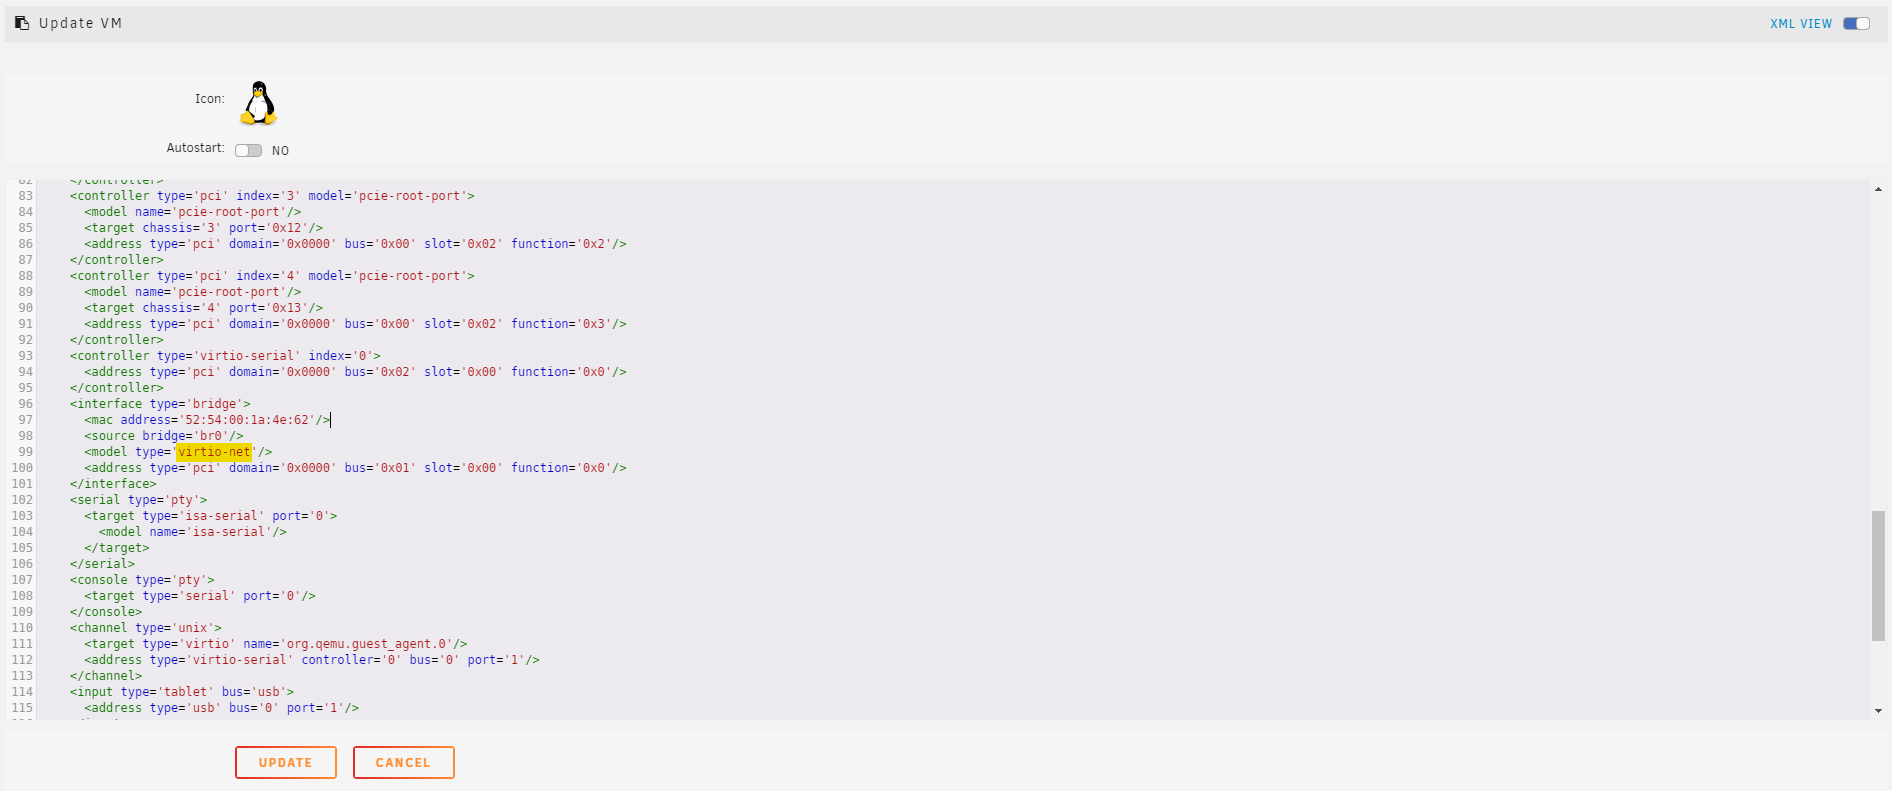 Update VM
XML VIEW
Icon:
Autostart: NO
82 </controller>
83 <controller type='pci' index='3' model='pcie-root-port'>
84 <model name='pcie-root-port'/>
85 <target chassis='3' port='0x12'/>
86 <address type='pci' domain='0x0000' bus='0x00' slot='0x02' function='0x2'/>
87 </controller>
88 <controller type='pci' index='4' model='pcie-root-port'>
89 <model name='pcie-root-port'/>
90 <target chassis='4' port='0x13'/>
91 <address type='pci' domain='0x0000' bus='0x00' slot='0x02' function='0x3'/>
92 </controller>
93 <controller type='virtio-serial' index='0'>
94 <address type='pci' domain='0x0000' bus='0x02' slot='0x00' function='0x0'/>
95 </controller>
96 <interface type='bridge'>
97 <mac address='52:54:00:1a:4e:62'/>
98 <source bridge='br0'/>
99 <model type='virtio-net'/>
100 <address type='pci' domain='0x0000' bus='0x01' slot='0x00' function='0x0'/>
101 </interface>
102 <serial type='pty'>
103 <target type='isa-serial' port='0'>
104 <model name='isa-serial'/>
105 </target>
106 </serial>
107 <console type='pty'>
108 <target type='serial' port='0'/>
109 </console>
110 <channel type='unix'>
111 <target type='virtio' name='org.qemu.guest_agent.0'/>
112 <address type='virtio-serial' controller='0' bus='0' port='1'/>
113 </channel>
114 <input type='tablet' bus='usb'>
115 <address type='usb' bus='0' port='1'/>
UPDATE
CANCEL